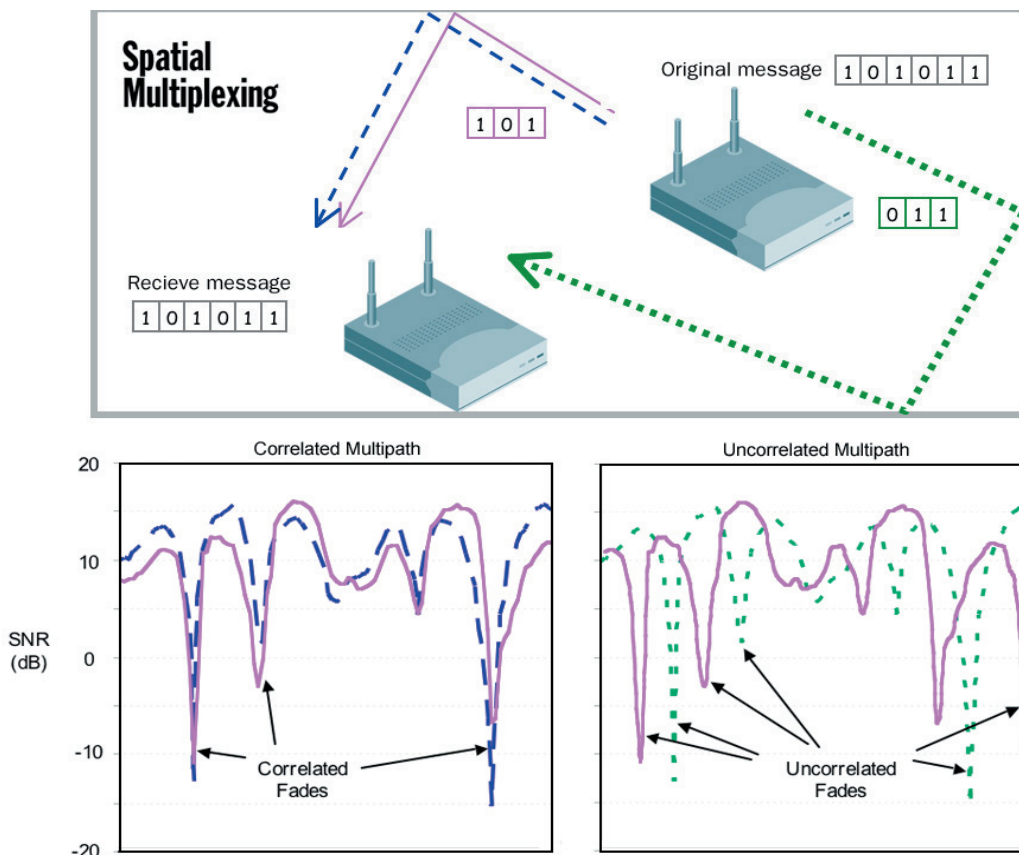 Spatial
Multiplexing
Original message 1 0 1 0 1 1
1 0 1
0 1 1
Recieve message
1 0 1 0 1 1
Correlated Multipath
Uncorrelated Multipath
20
10
SNR
(dB)
0
-10
-20
Correlated
Fades
Uncorrelated
Fades